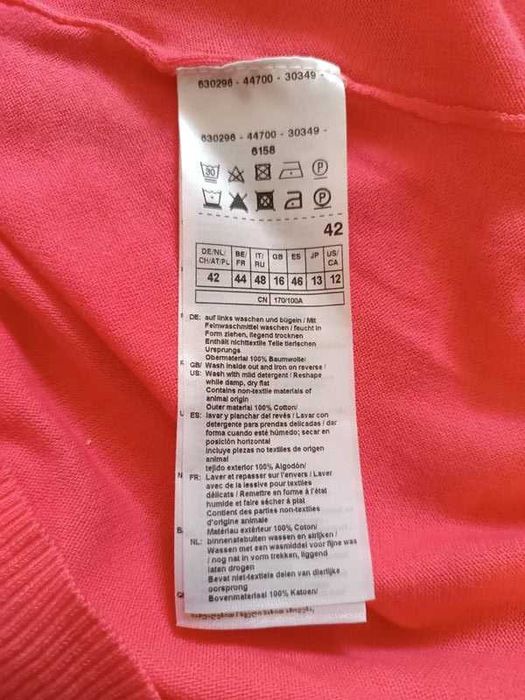 630296 - 44700 - 30349 -
630296 - 44700 - 30349 -
6158
30 P
P
42
DE/NL/ CH/AT/PL BE/ FR IT/ RU GB ES JP US/ CA
42 44 48 16 46 13 12
CN 170/100A
DE: auf links waschen und bügeln / Mit
Feinwaschmittel waschen / feucht in
Form ziehen, liegend trocknen
Enthält nichttextile Teile tierischen
Ursprungs
Obermaterial 100% Baumwolle/
GB/ Wash inside out and iron on reverse /
US: Wash with mild detergent / Reshape
while damp, dry flat
Contains non-textile materials of
animal origin
Outer material 100% Cotton/
ES: lavar y planchar del revés / Lavar con
detergente para prendas delicadas / dar
forma cuando esté húmedo; secar en
posición horizontal
Incluye piezas no textiles de origen
animal
tejido exterior 100% Algodón/
FR: Laver et repasser sur l'envers / Laver
avec de la lessive pour textiles
délicats / Remettre en forme à l'état
humide et faire sécher à plat
Contient des parties non-textiles
d'origine animale
Matériau extérieur 100% Coton/
NL: binnenstebuiten wassen en strijken /
Wassen met een wasmiddel voor fijne was
/ nog nat in vorm trekken, liggend
laten drogen
Bevat niet-textiele delen van dierlijke
oorsprong
Bovenmateriaal 100% Katoen/